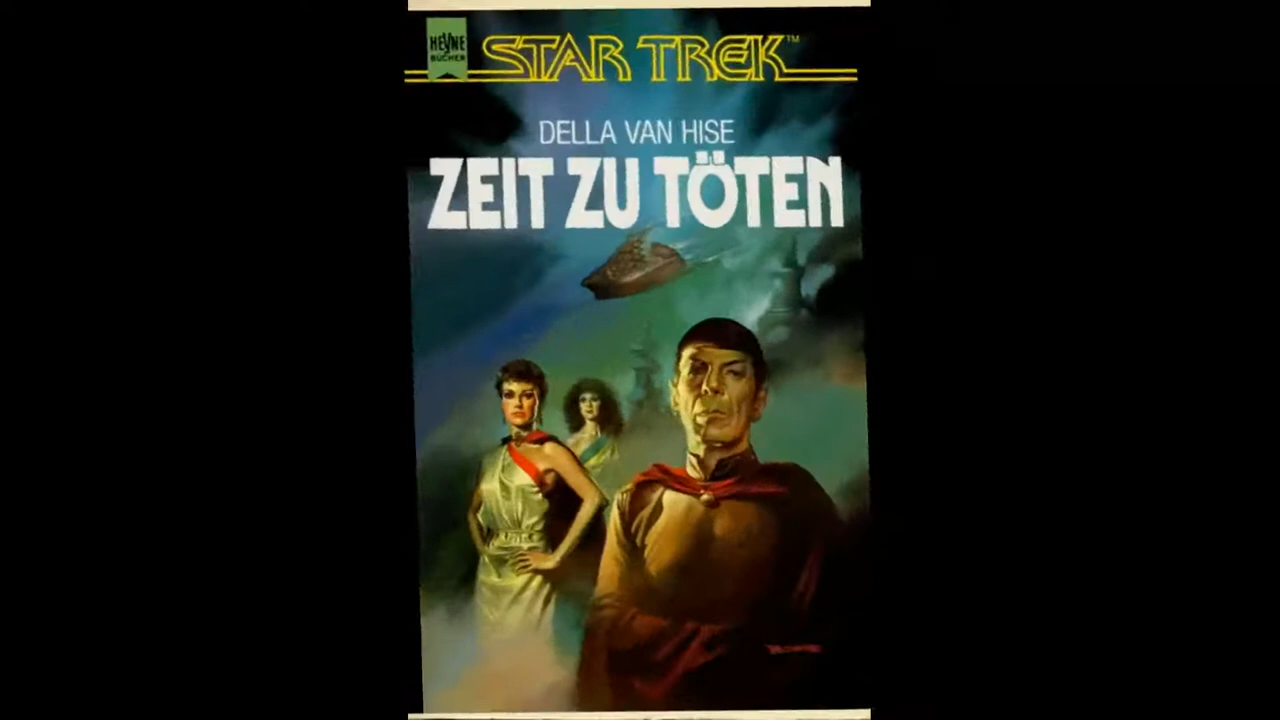 HEYNE
BÜCHER
STAR TREK™
DELLA VAN HISE
ZEIT ZU TÖTEN